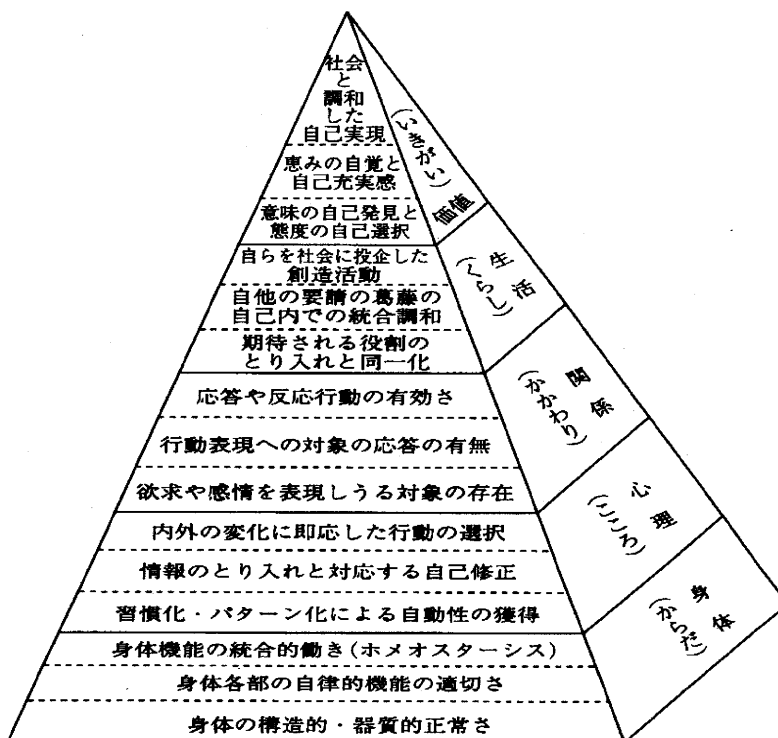 社会
と
調和
した
自己実現
恵みの自覚と
自己充実感
意味の自己発見と
態度の自己選択
自らを社会に投企した
創造活動
自他の要請の葛藤の
自己内での統合調和
期待される役割の
とり入れと同一化
応答や反応行動の有効さ
行動表現への対象の応答の有無
欲求や感情を表現しうる対象の存在
内外の変化に即応した行動の選択
情報のとり入れと対応する自己修正
習慣化・パターン化による自動性の獲得
身体機能の統合的働き(ホメオスターシス)
身体各部の自律的機能の適切さ
身体の構造的・器質的正常さ
価値
(いきがい)
生活
(くらし)
関係
(かかわり)
心理
(こころ)
身体
(からだ)